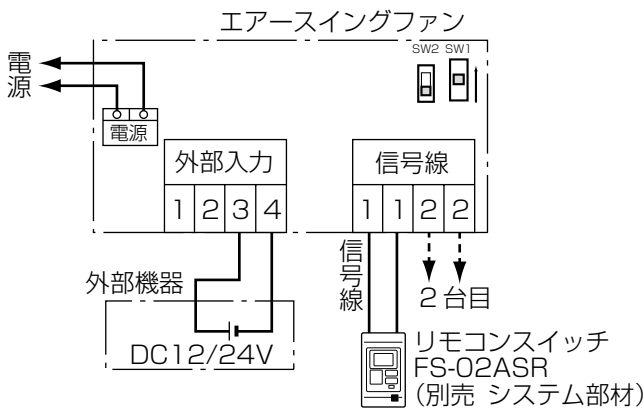 エアースイングファン
SW2 SW1
電源
電源
外部入力
1 2 3 4
信号線
1 1 2 2
信号線
2台目
外部機器
DC12/24V
リモコンスイッチ
FS-02ASR
(別売 システム部材)